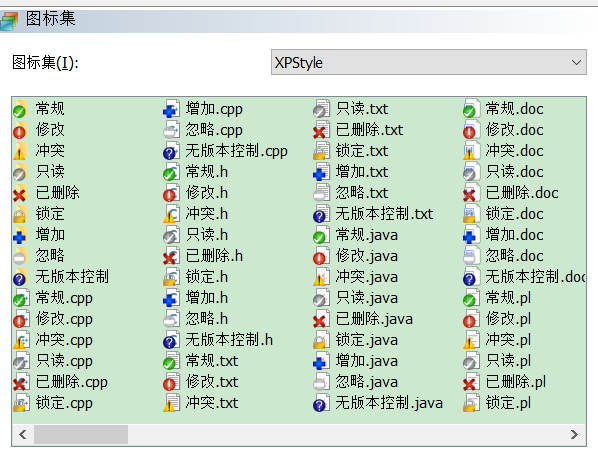 图标集
图标集(I):
XPStyle
常规
修改
冲突
只读
已删除
锁定
增加
忽略
无版本控制
常规.cpp
修改.cpp
冲突.cpp
只读.cpp
已删除.cpp
锁定.cpp
增加.cpp
忽略.cpp
无版本控制.cpp
常规.h
修改.h
冲突.h
只读.h
已删除.h
锁定.h
增加.h
忽略.h
无版本控制.h
常规.txt
修改.txt
冲突.txt
只读.txt
已删除.txt
锁定.txt
增加.txt
忽略.txt
无版本控制.txt
常规.java
修改.java
冲突.java
只读.java
已删除.java
锁定.java
增加.java
忽略.java
无版本控制.java
常规.doc
修改.doc
冲突.doc
只读.doc
已删除.doc
锁定.doc
增加.doc
忽略.doc
无版本控制.doc
常规.pl
修改.pl
冲突.pl
只读.pl
已删除.pl
锁定.pl